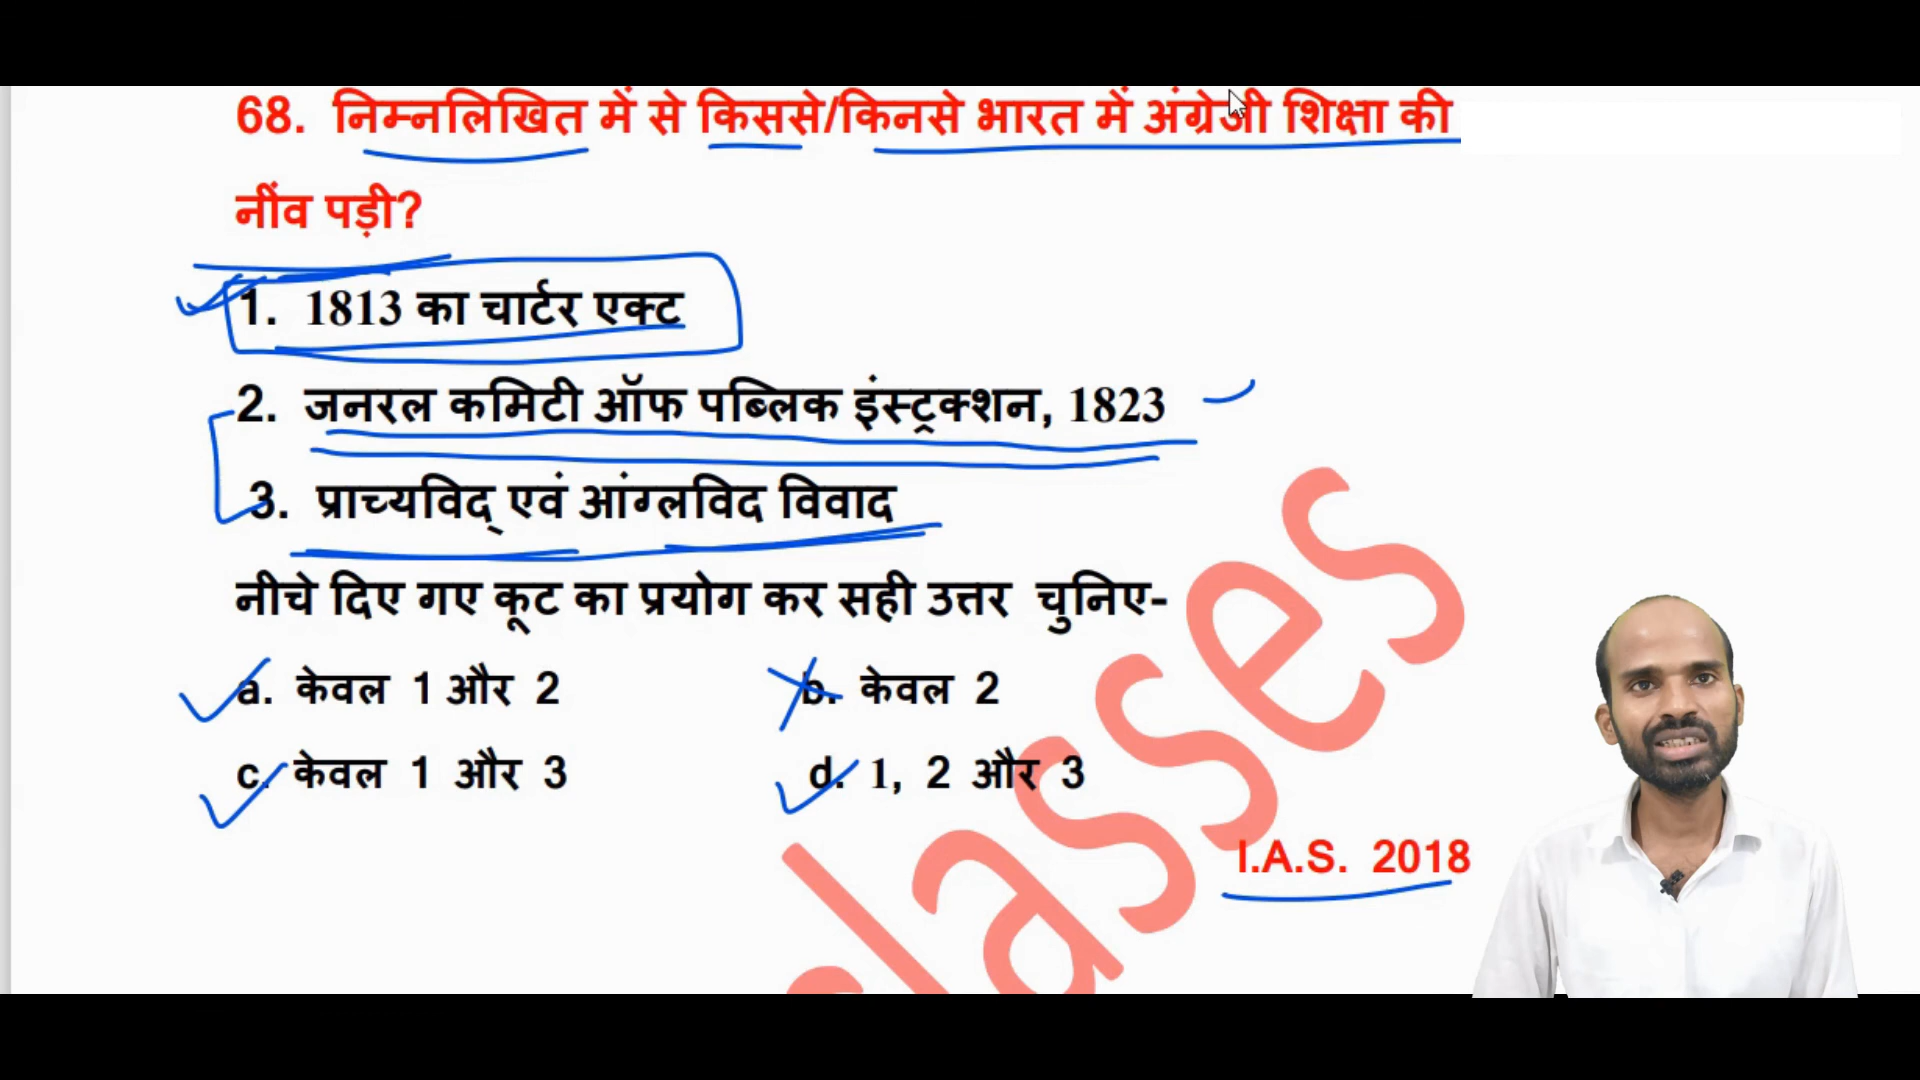 68. निम्नलिखित में से किससे/किनसे भारत में अंग्रेजी शिक्षा की
नींव पड़ी?
1. 1813 का चार्टर एक्ट
2. जनरल कमिटी ऑफ पब्लिक इंस्ट्रक्शन, 1823
3. प्राच्यविद् एवं आंग्लविद विवाद
नीचे दिए गए कूट का प्रयोग कर सही उत्तर चुनिए-
a. केवल 1 और 2 b. केवल 2
c. केवल 1 और 3 d. 1, 2 और 3
I.A.S. 2018
lasses